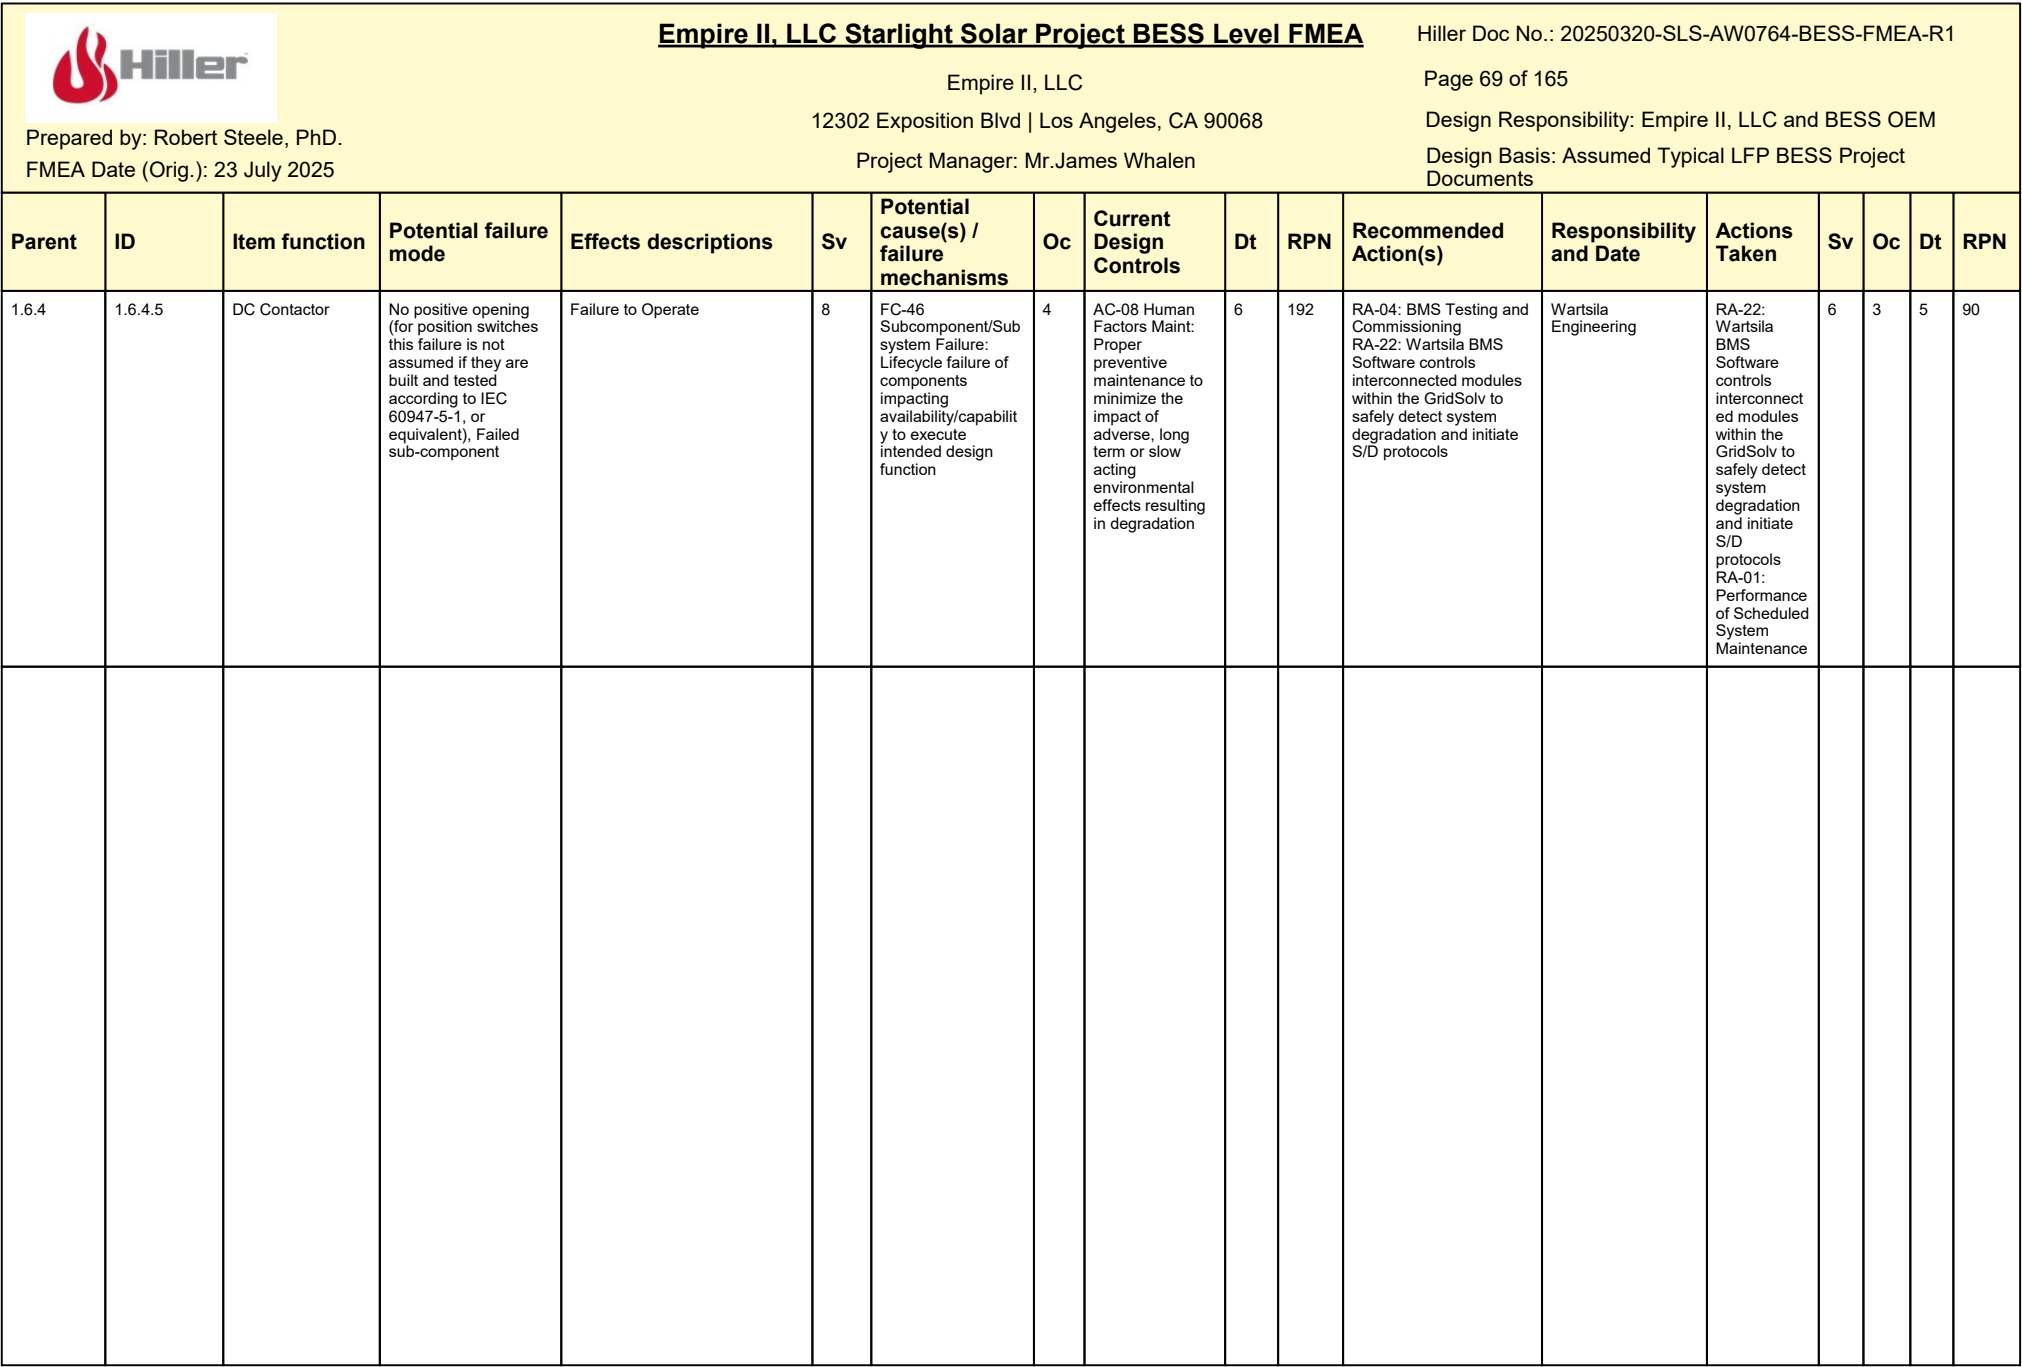 Hiller
Prepared by: Robert Steele, PhD.
FMEA Date (Orig.): 23 July 2025
Empire II, LLC Starlight Solar Project BESS Level FMEA
Empire II, LLC
12302 Exposition Blvd | Los Angeles, CA 90068
Project Manager: Mr.James Whalen
Hiller Doc No.: 20250320-SLS-AW0764-BESS-FMEA-R1
Page 69 of 165
Design Responsibility: Empire II, LLC and BESS OEM
Design Basis: Assumed Typical LFP BESS Project
Documents
Parent
ID
Item function
Potential failure
mode
Effects descriptions
Sv
Potential
cause(s) /
failure
mechanisms
Oc
Current
Design
Controls
Dt
RPN
Recommended
Action(s)
Responsibility
and Date
Actions
Taken
Sv
Oc
Dt
RPN
1.6.4
1.6.4.5
DC Contactor
No positive opening
(for position switches
this failure is not
assumed if they are
built and tested
according to IEC
60947-5-1, or
equivalent), Failed
sub-component
Failure to Operate
8
FC-46
Subcomponent/Sub
system Failure:
Lifecycle failure of
components
impacting
availability/capabilit
y to execute
intended design
function
4
AC-08 Human
Factors Maint:
Proper
preventive
maintenance to
minimize the
impact of
adverse, long
term or slow
acting
environmental
effects resulting
in degradation
6
192
RA-04: BMS Testing and
Commissioning
RA-22: Wartsila BMS
Software controls
interconnected modules
within the GridSolv to
safely detect system
degradation and initiate
S/D protocols
Wartsila
Engineering
RA-22:
Wartsila
BMS
Software
controls
interconnect
ed modules
within the
GridSolv to
safely detect
system
degradation
and initiate
S/D
protocols
RA-01:
Performance
of Scheduled
System
Maintenance
6
3
5
90